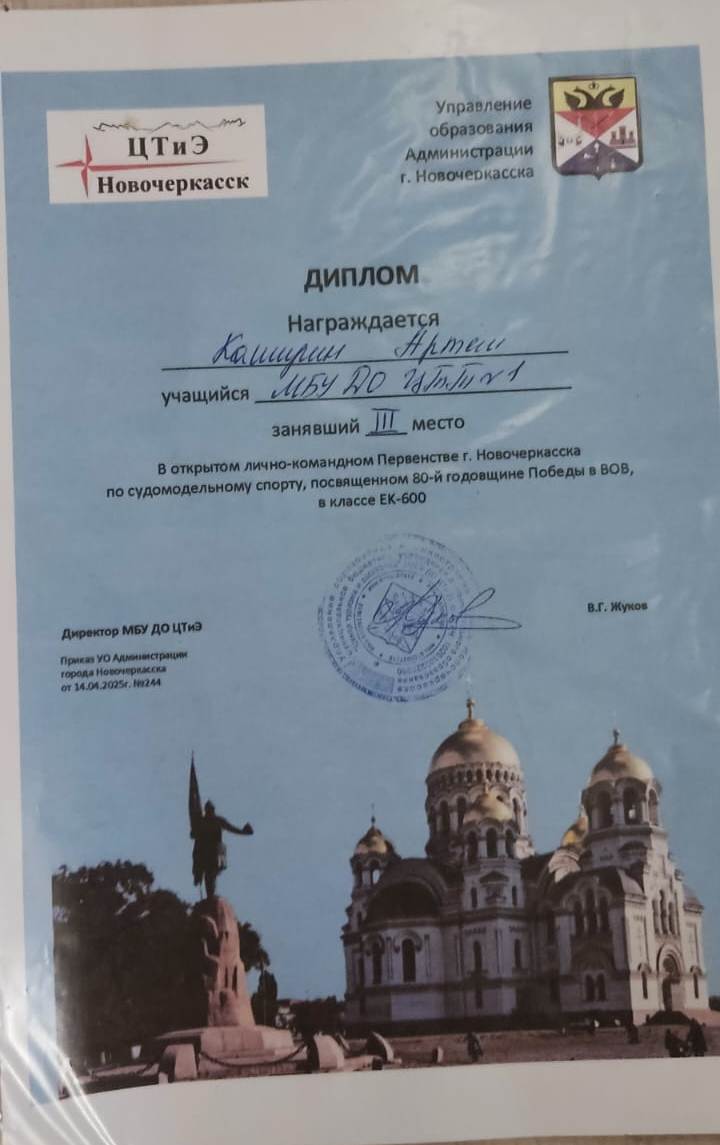 ЦТиЭ
Новочеркасск
Управление
образования
Администрации
г. Новочеркасска
ДИПЛОМ
Награждается
Каширин Артем
учащийся МБУ ДО ЦТТ №1
занявший III место
В открытом лично-командном Первенстве г. Новочеркасска
по судомодельному спорту, посвященном 80-й годовщине Победы в ВОВ,
в классе ЕК-600
Директор МБУ ДО ЦТиЭ
В.Г. Жуков
Приказ УО Администрации
города Новочеркасска
от 14.04.2025г. №244